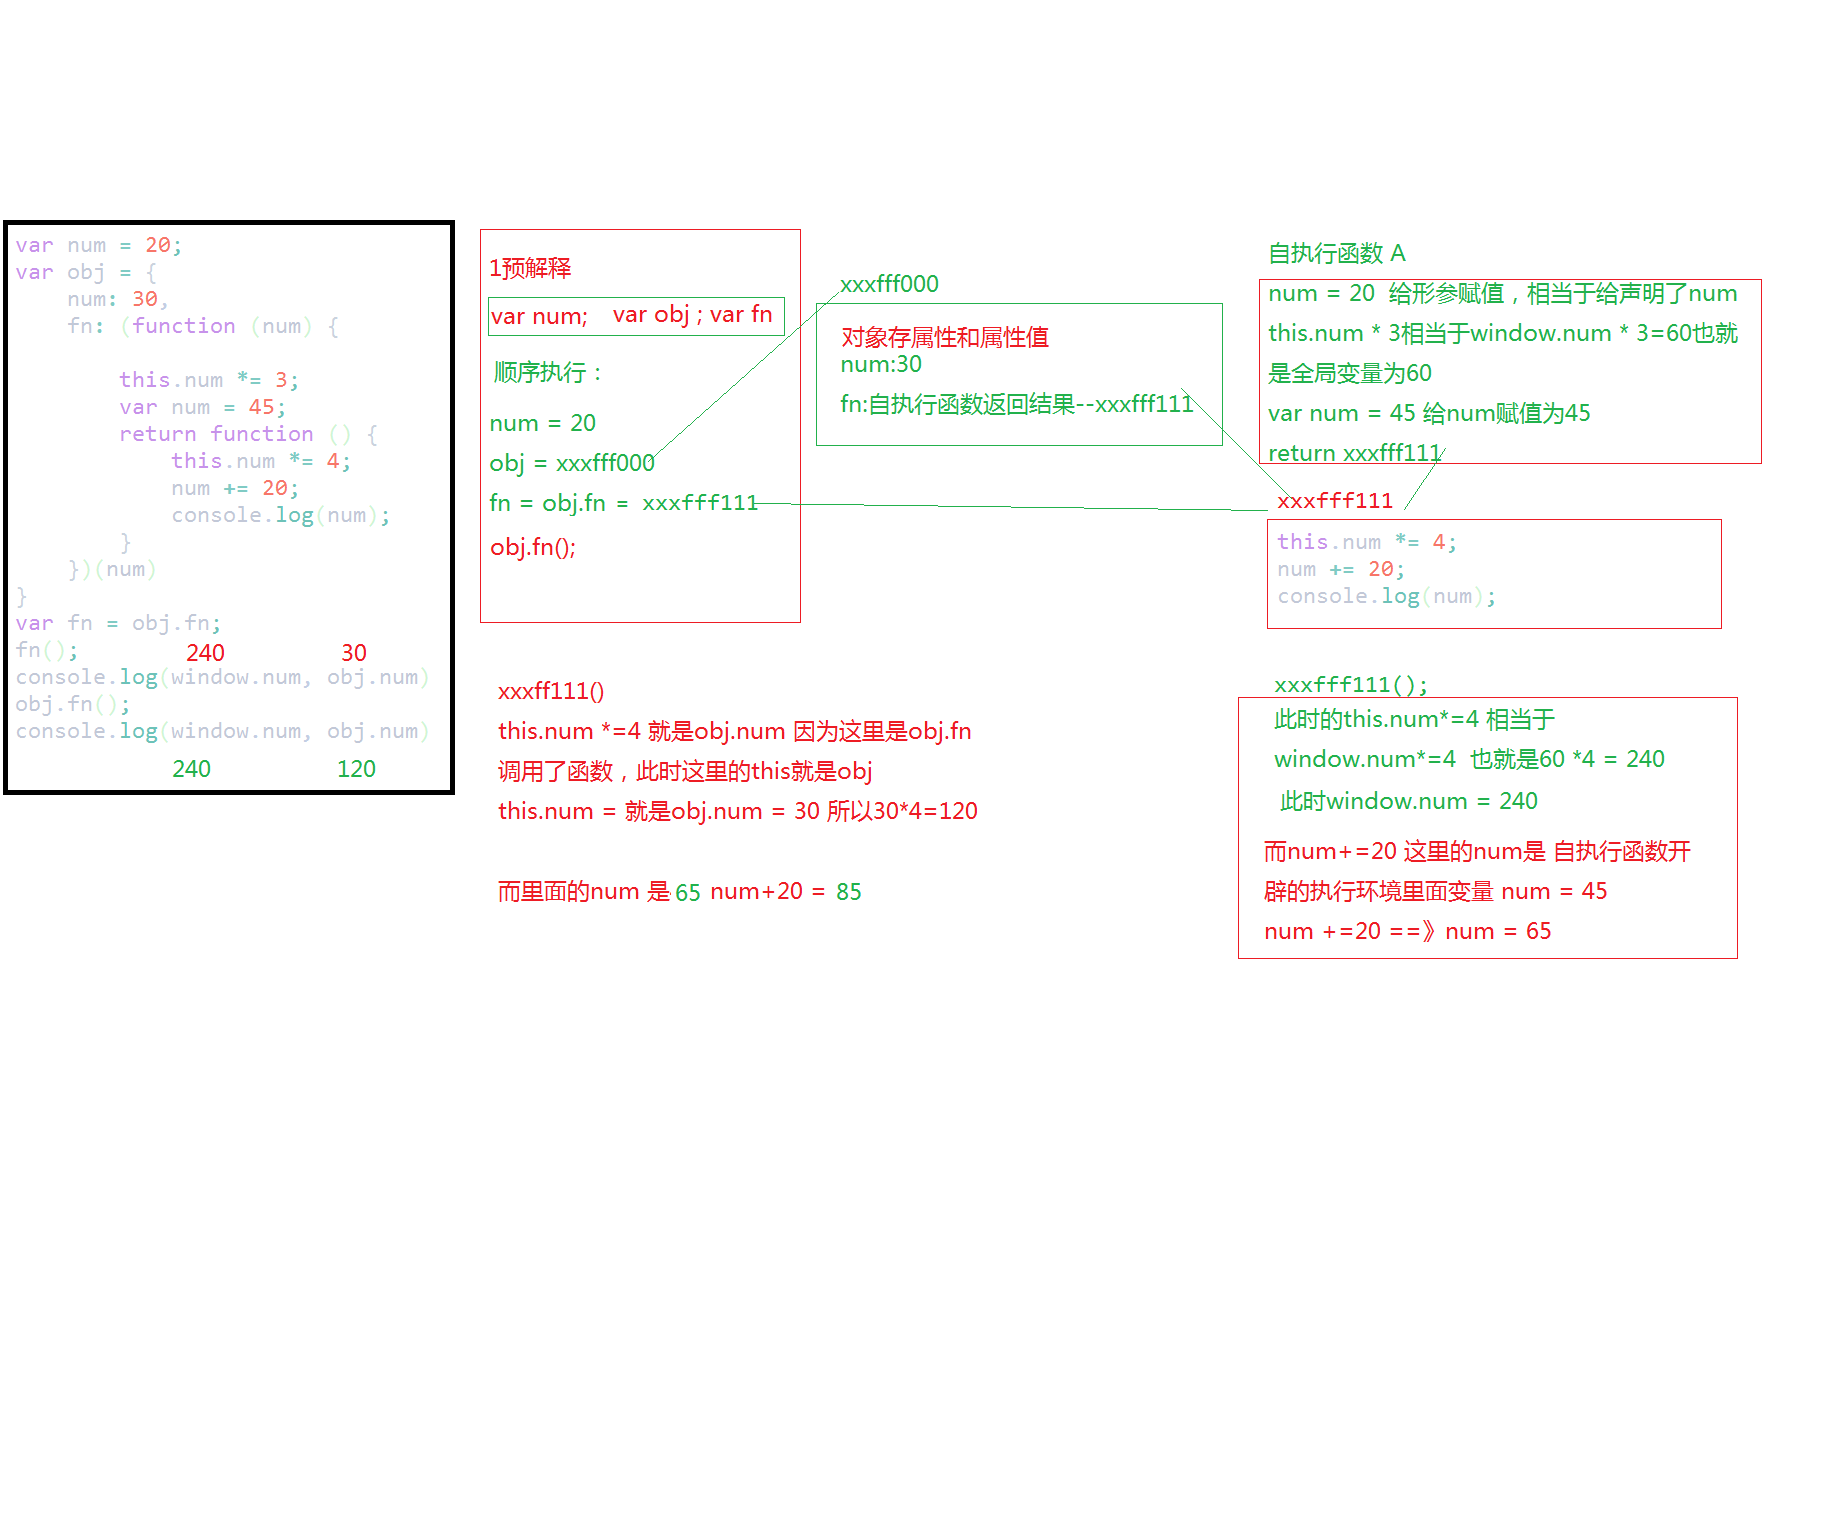 var num = 20;
var obj = {
num: 30,
fn: (function (num) {
this.num *= 3;
var num = 45;
return function () {
this.num *= 4;
num += 20;
console.log(num);
}
})(num)
}
var fn = obj.fn;
fn();
240 30
console.log(window.num, obj.num)
obj.fn();
console.log(window.num, obj.num)
240 120
1预解释
var num; var obj ; var fn
顺序执行：
num = 20
obj = xxxfff000
fn = obj.fn = xxxfff111
obj.fn();
xxxfff000
对象存属性和属性值
num:30
fn:自执行函数返回结果--xxxfff111
自执行函数 A
num = 20 给形参赋值，相当于给声明了num
this.num * 3相当于window.num * 3=60也就
是全局变量为60
var num = 45 给num赋值为45
return xxxfff111
xxxfff111
this.num *= 4;
num += 20;
console.log(num);
xxxff111()
this.num *=4 就是obj.num 因为这里是obj.fn
调用了函数，此时这里的this就是obj
this.num = 就是obj.num = 30 所以30*4=120
而里面的num 是 65 num+20 = 85
xxxfff111();
此时的this.num*=4 相当于
window.num*=4 也就是60 *4 = 240
此时window.num = 240
而num+=20 这里的num是 自执行函数开
辟的执行环境里面变量 num = 45
num +=20 ==》num = 65